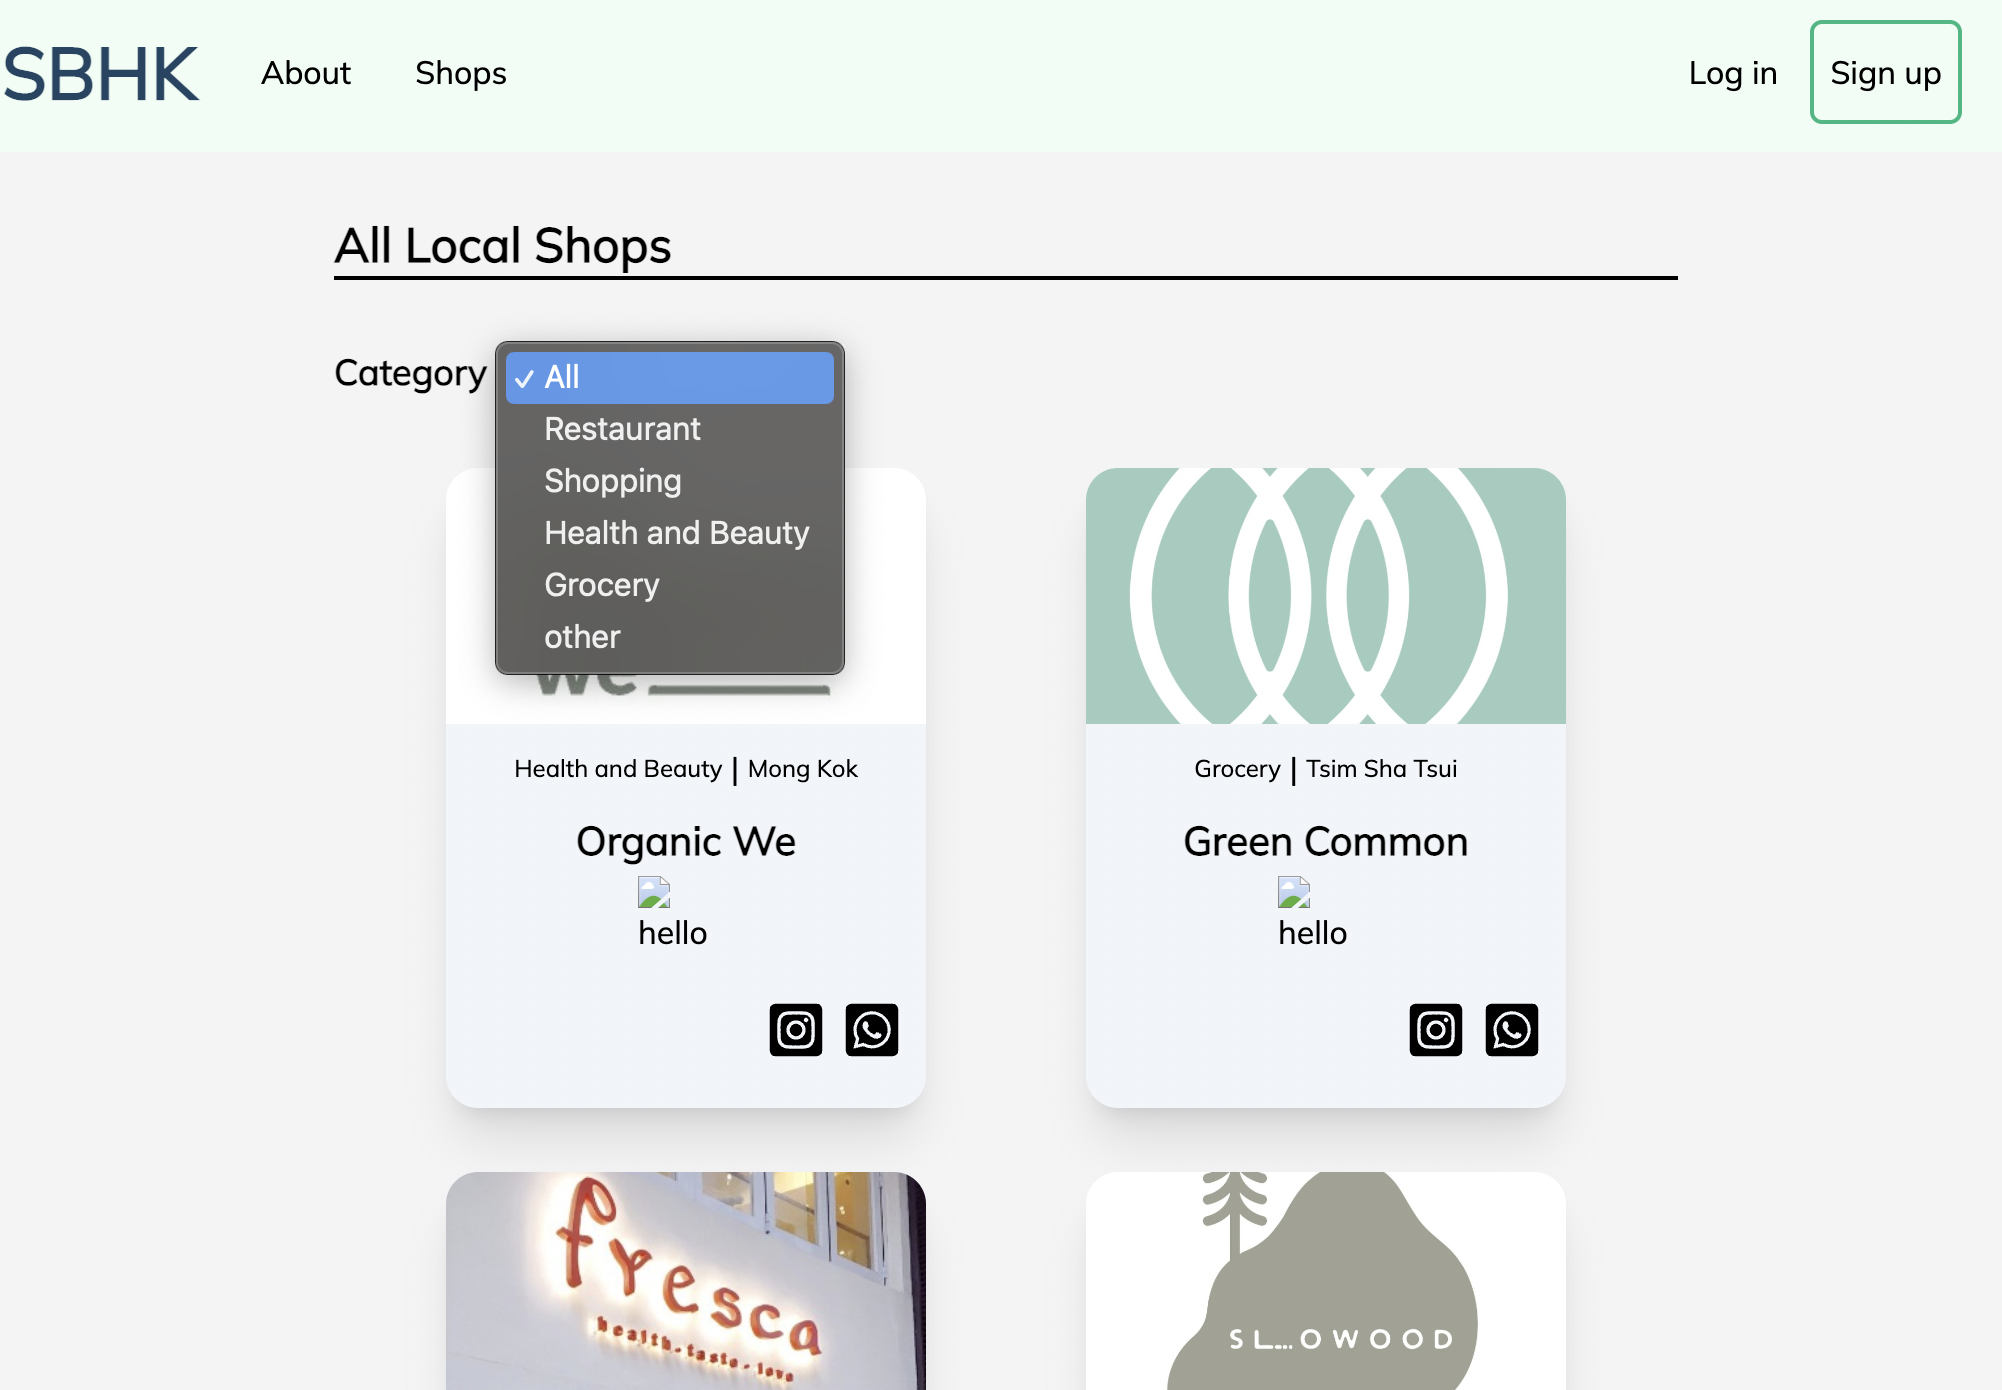 SBHK About Shops Log in Sign up
All Local Shops
Category
All
Restaurant
Shopping
Health and Beauty
Grocery
other
we
Health and Beauty | Mong Kok
Organic We
hello
Grocery | Tsim Sha Tsui
Green Common
hello
fresca
health.taste.love
SL...OWOOD